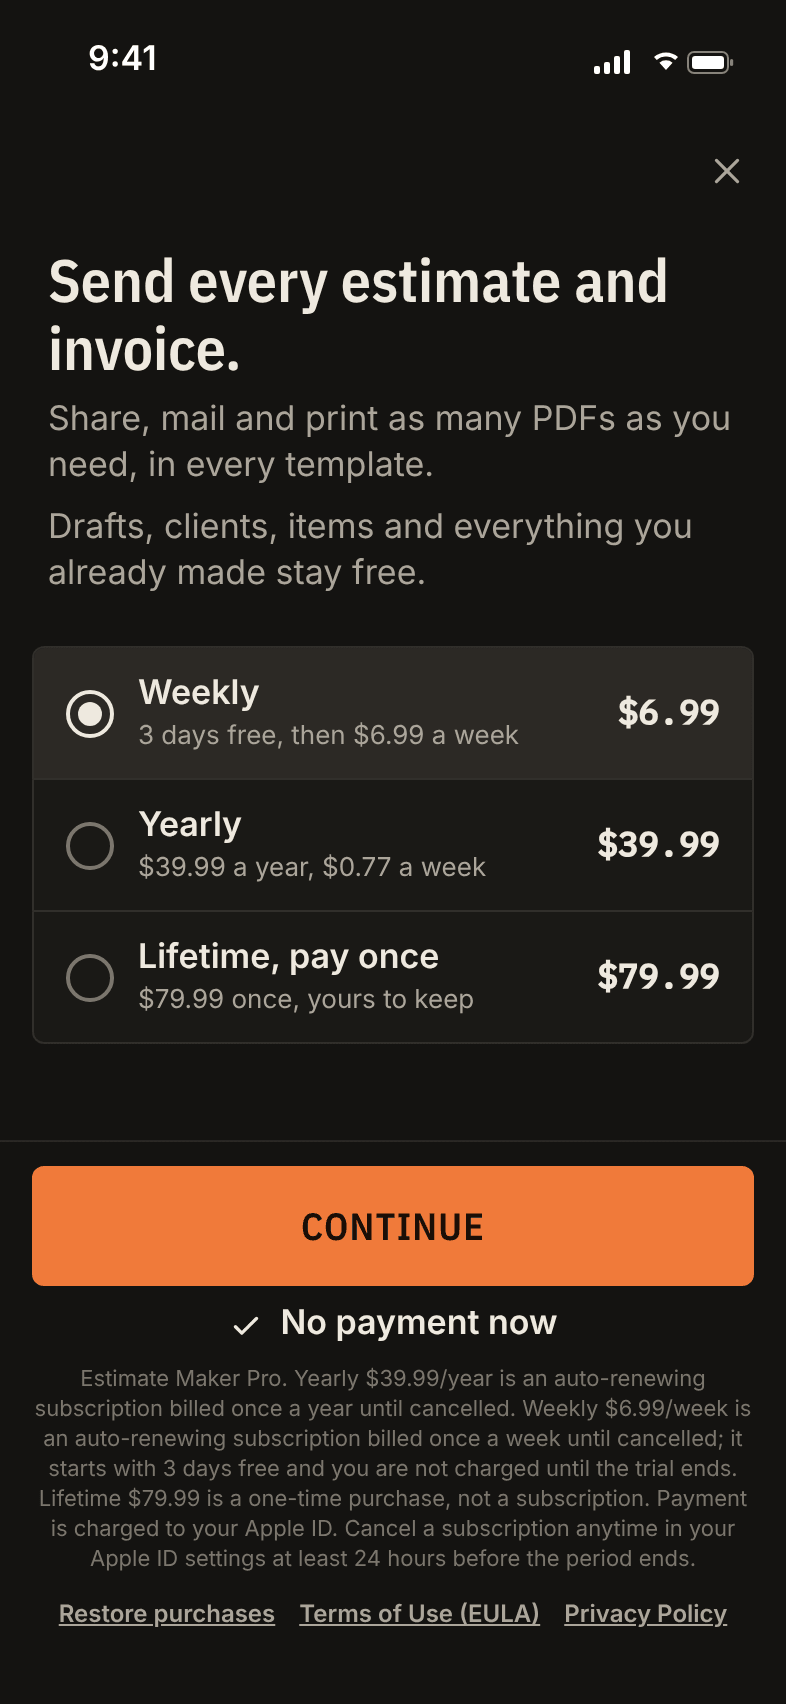 9:41
Send every estimate and
invoice.
Share, mail and print as many PDFs as you
need, in every template.
Drafts, clients, items and everything you
already made stay free.
Weekly
3 days free, then $6.99 a week
$6.99
Yearly
$39.99 a year, $0.77 a week
$39.99
Lifetime, pay once
$79.99 once, yours to keep
$79.99
CONTINUE
No payment now
Estimate Maker Pro. Yearly $39.99/year is an auto-renewing
subscription billed once a year until cancelled. Weekly $6.99/week is
an auto-renewing subscription billed once a week until cancelled; it
starts with 3 days free and you are not charged until the trial ends.
Lifetime $79.99 is a one-time purchase, not a subscription. Payment
is charged to your Apple ID. Cancel a subscription anytime in your
Apple ID settings at least 24 hours before the period ends.
Restore purchases Terms of Use (EULA) Privacy Policy